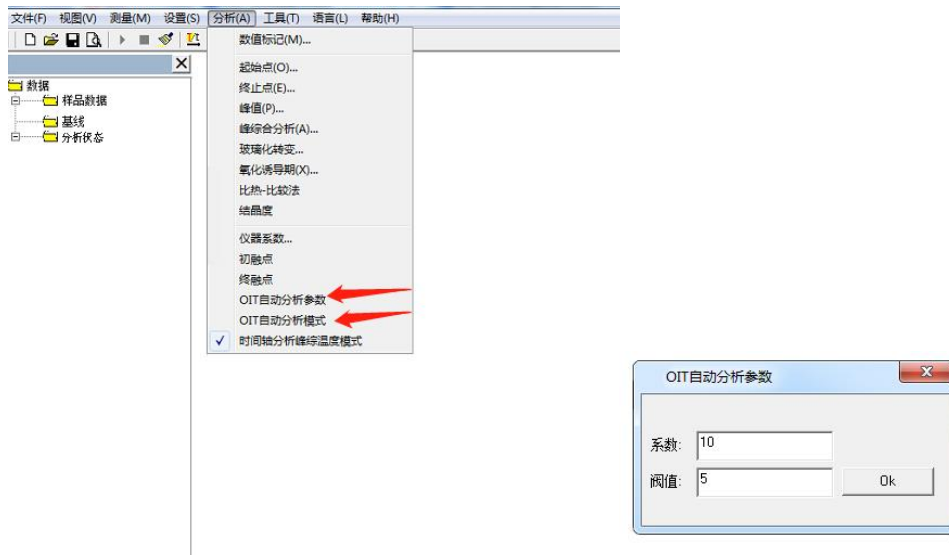 文件(F) 视图(V) 测量(M) 设置(S) 分析(A) 工具(T) 语言(L) 帮助(H)
数值标记(M)...
起始点(O)...
终止点(E)...
峰值(P)...
峰综合分析(A)...
玻璃化转变...
氧化诱导期(X)...
比热-比较法
结晶度
仪器系数...
初融点
终融点
OIT自动分析参数
OIT自动分析模式
时间轴分析峰综温度模式
数据
样品数据
基线
分析状态
OIT自动分析参数
系数: 10
阀值: 5
Ok